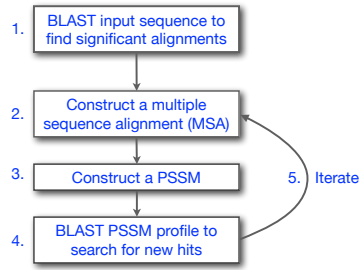 1. BLAST input sequence to
find significant alignments
2. Construct a multiple
sequence alignment (MSA)
3. Construct a PSSM
4. BLAST PSSM profile to
search for new hits
5. Iterate